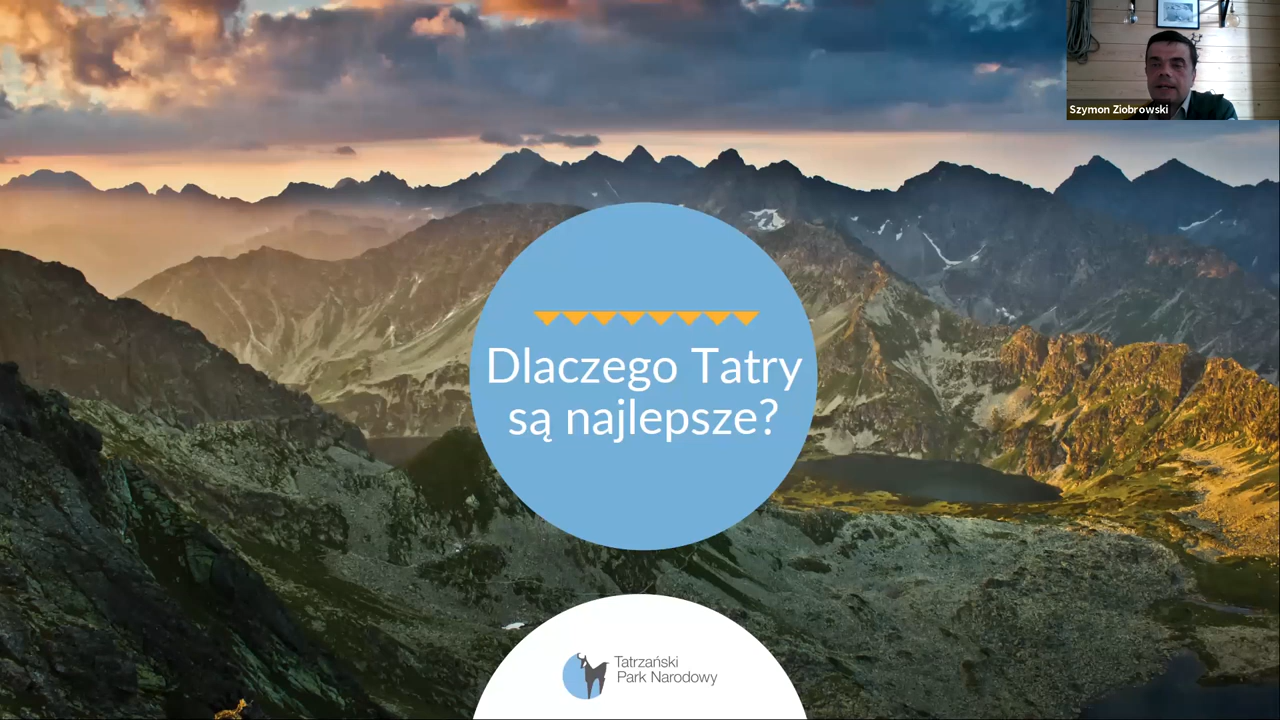 Szymon Ziobrowski
Dlaczego Tatry
są najlepsze?
Tatrzański
Park Narodowy